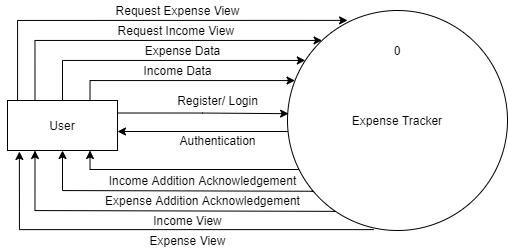 Request Expense View
Request Income View
Expense Data
Income Data
Register/ Login
Authentication
User
0
Expense Tracker
Income Addition Acknowledgement
Expense Addition Acknowledgement
Income View
Expense View